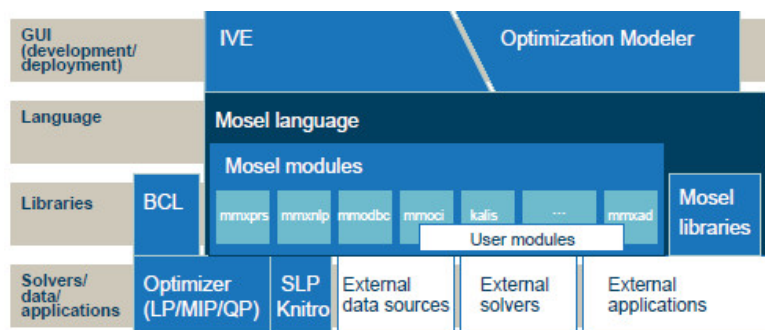 GUI
(development/
deployment)
IVE
Optimization Modeler
Language
Mosel language
Mosel modules
Libraries
BCL
mmxprs
mmxnlp
mmodbc
mmoci
kalis
...
mmxad
User modules
Mosel
libraries
Solvers/
data/
applications
Optimizer
(LP/MIP/QP)
SLP
Knitro
External
data sources
External
solvers
External
applications